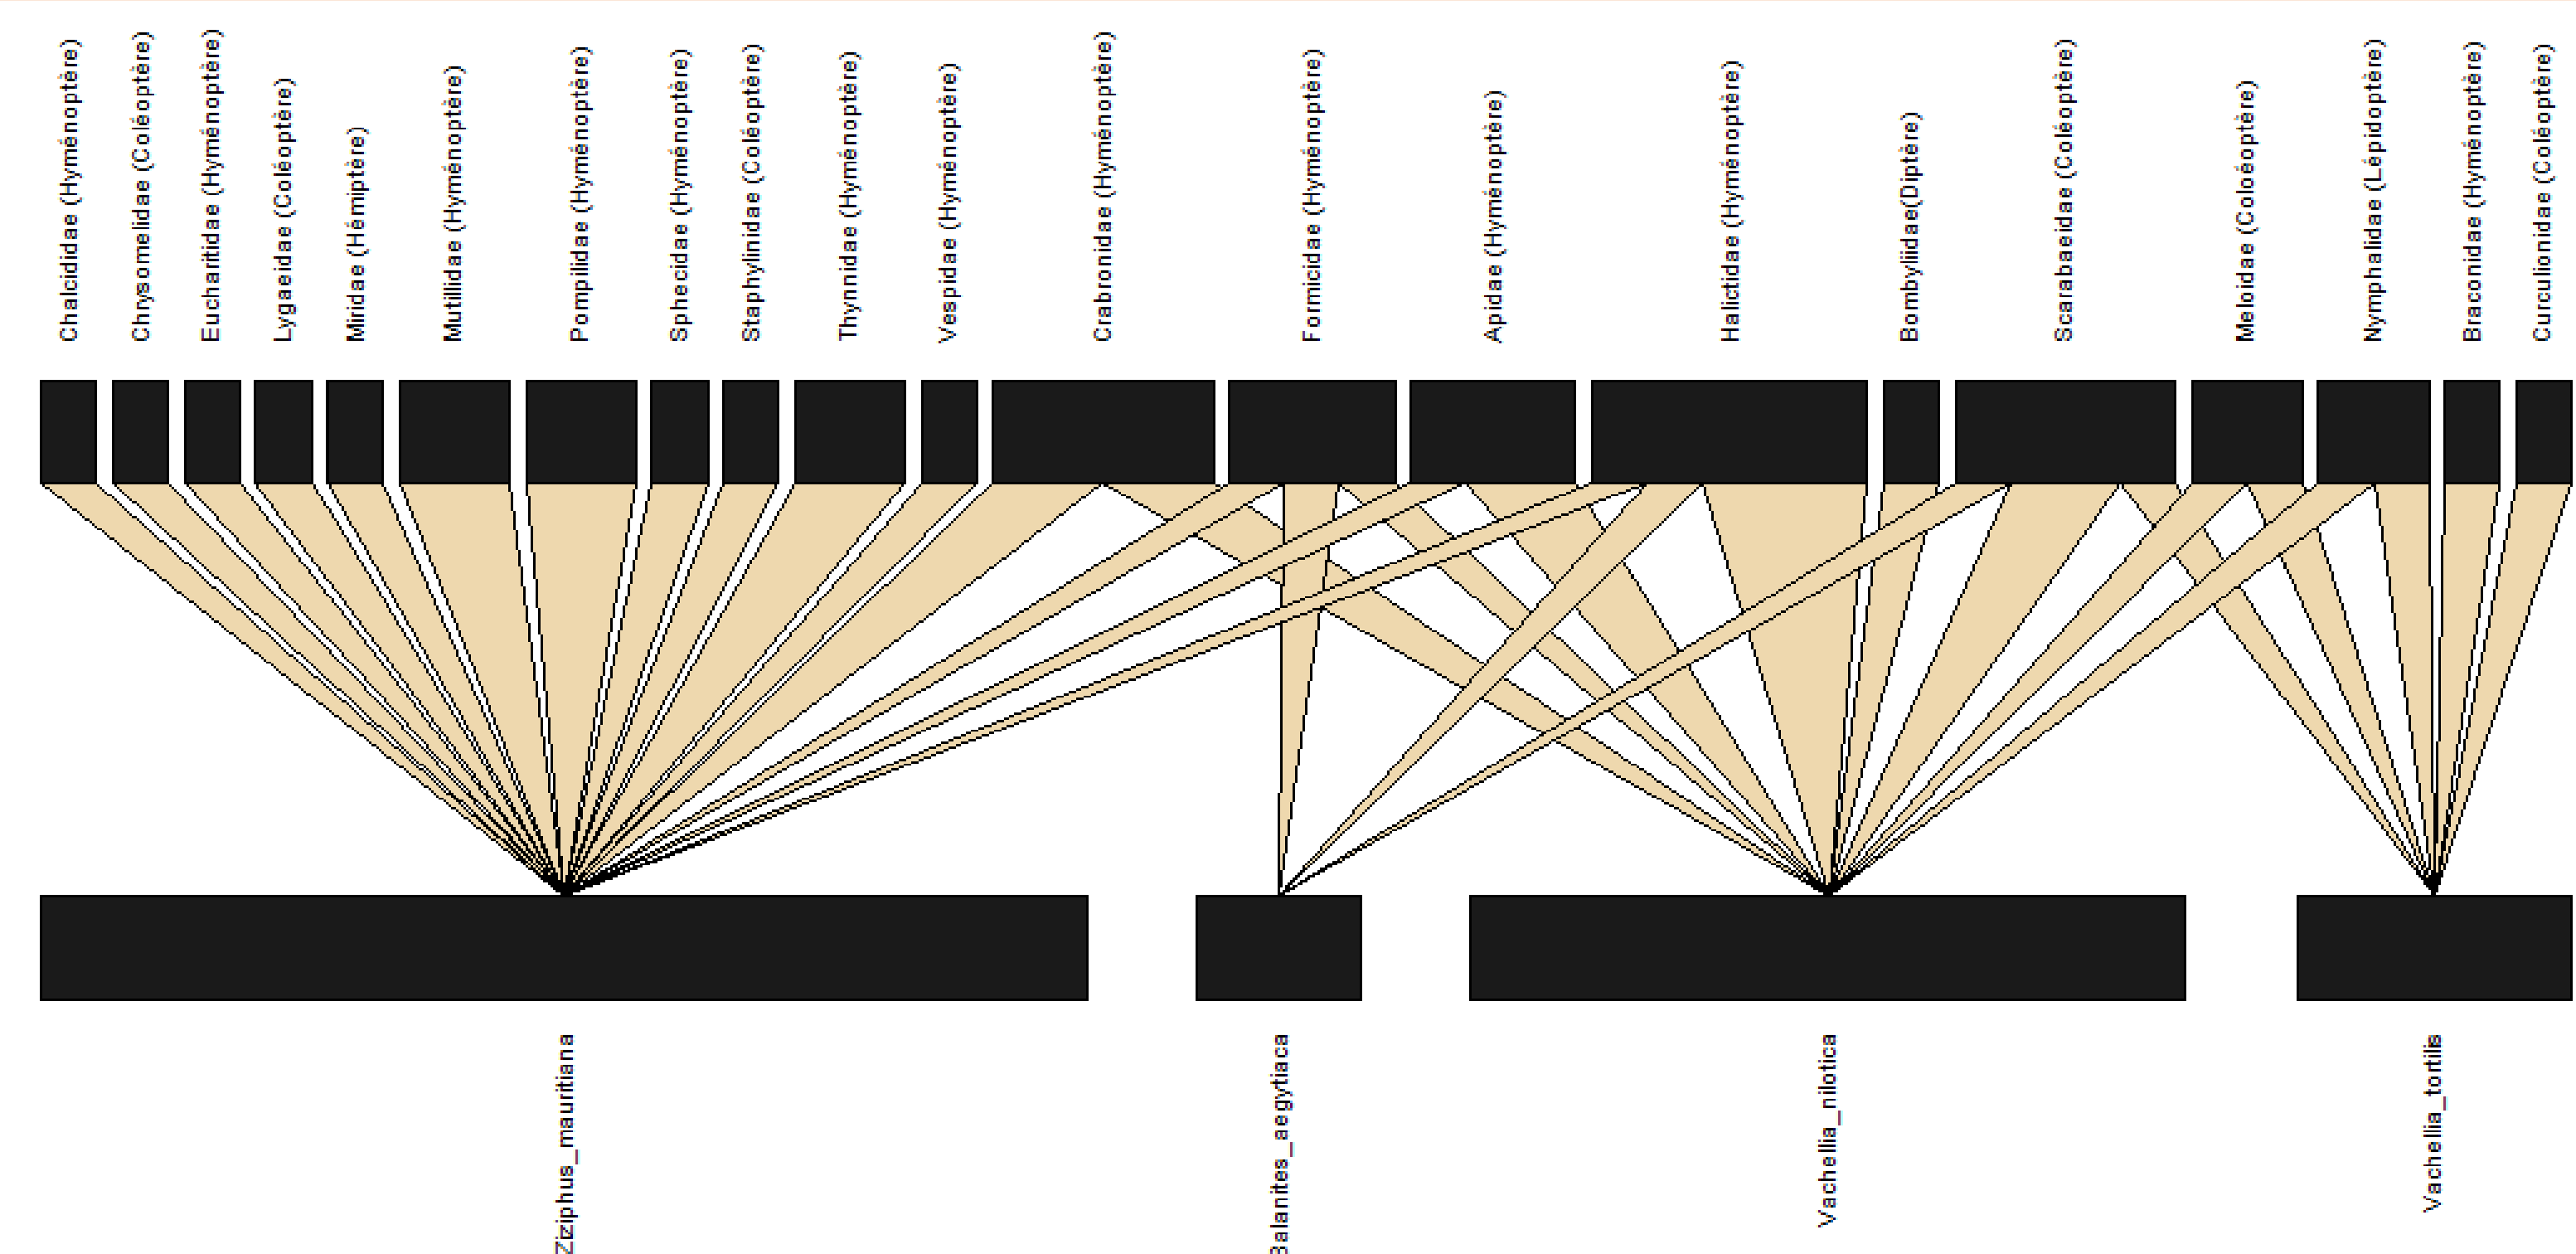 Chalcididae (Hyménoptère)
Chrysomelidae (Coléoptère)
Eucharitidae (Hyménoptère)
Lygaeidae (Coléoptère)
Miridae (Hémiptère)
Mutillidae (Hyménoptère)
Pompilidae (Hyménoptère)
Sphecidae (Hyménoptère)
Staphylinidae (Coléoptère)
Thynnidae (Hyménoptère)
Vespidae (Hyménoptère)
Crabronidae (Hyménoptère)
Formicidae (Hyménoptère)
Apidae (Hyménoptère)
Halictidae (Hyménoptère)
Bombyliidae(Diptère)
Scarabaeidae (Coléoptère)
Meloidae (Coloéoptère)
Nymphalidae (Lépidoptère)
Braconidae (Hyménoptère)
Curculionidae (Coléoptère)
Ziziphus_mauritiana
Balanites_aegytiaca
Vachellia_nilotica
Vachellia_tortilis